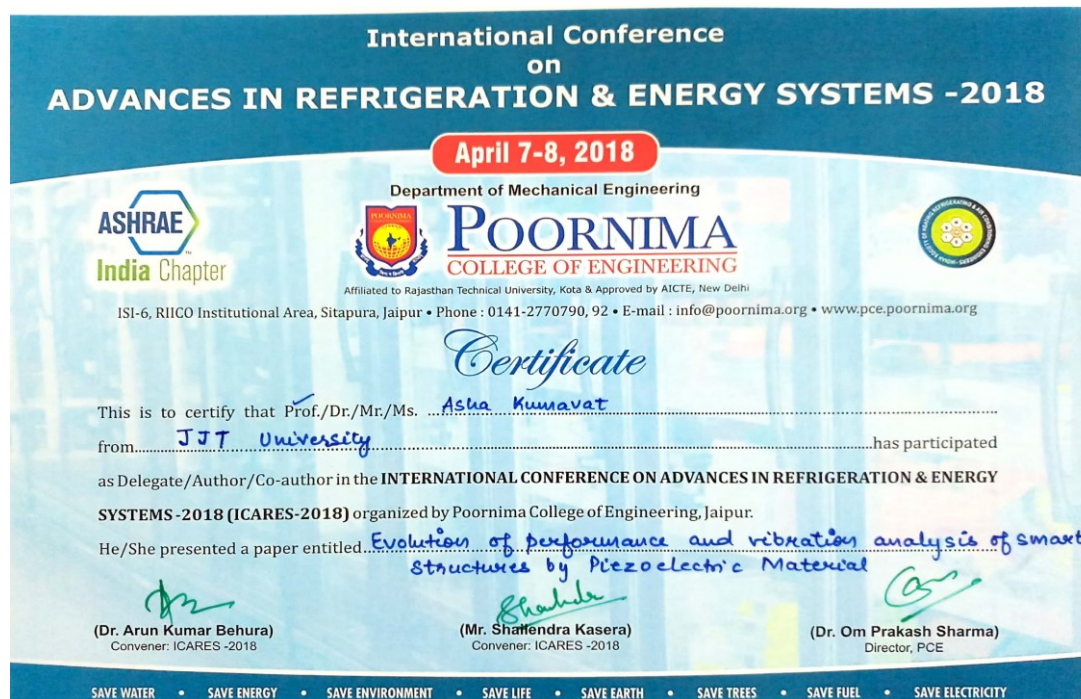 International Conference
on
ADVANCES IN REFRIGERATION & ENERGY SYSTEMS -2018
April 7-8, 2018
Department of Mechanical Engineering
ASHRAE
India Chapter
POORNIMA
POORNIMA
COLLEGE OF ENGINEERING
Affiliated to Rajasthan Technical University, Kota & Approved by AICTE, New Delhi
ISI-6, RIICO Institutional Area, Sitapura, Jaipur • Phone : 0141-2770790, 92 • E-mail : info@poornima.org • www.pce.poornima.org
Certificate
This is to certify that Prof./Dr./Mr./Ms. Asha Kumavat
from JJT University has participated
as Delegate/Author/Co-author in the INTERNATIONAL CONFERENCE ON ADVANCES IN REFRIGERATION & ENERGY
SYSTEMS -2018 (ICARES-2018) organized by Poornima College of Engineering, Jaipur.
He/She presented a paper entitled Evolution of performance and vibration analysis of smart
Structures by Piezoelectric Material
(Dr. Arun Kumar Behura) (Mr. Shailendra Kasera) (Dr. Om Prakash Sharma)
Convener: ICARES -2018 Convener: ICARES -2018 Director, PCE
SAVE WATER • SAVE ENERGY • SAVE ENVIRONMENT • SAVE LIFE • SAVE EARTH • SAVE TREES • SAVE FUEL • SAVE ELECTRICITY